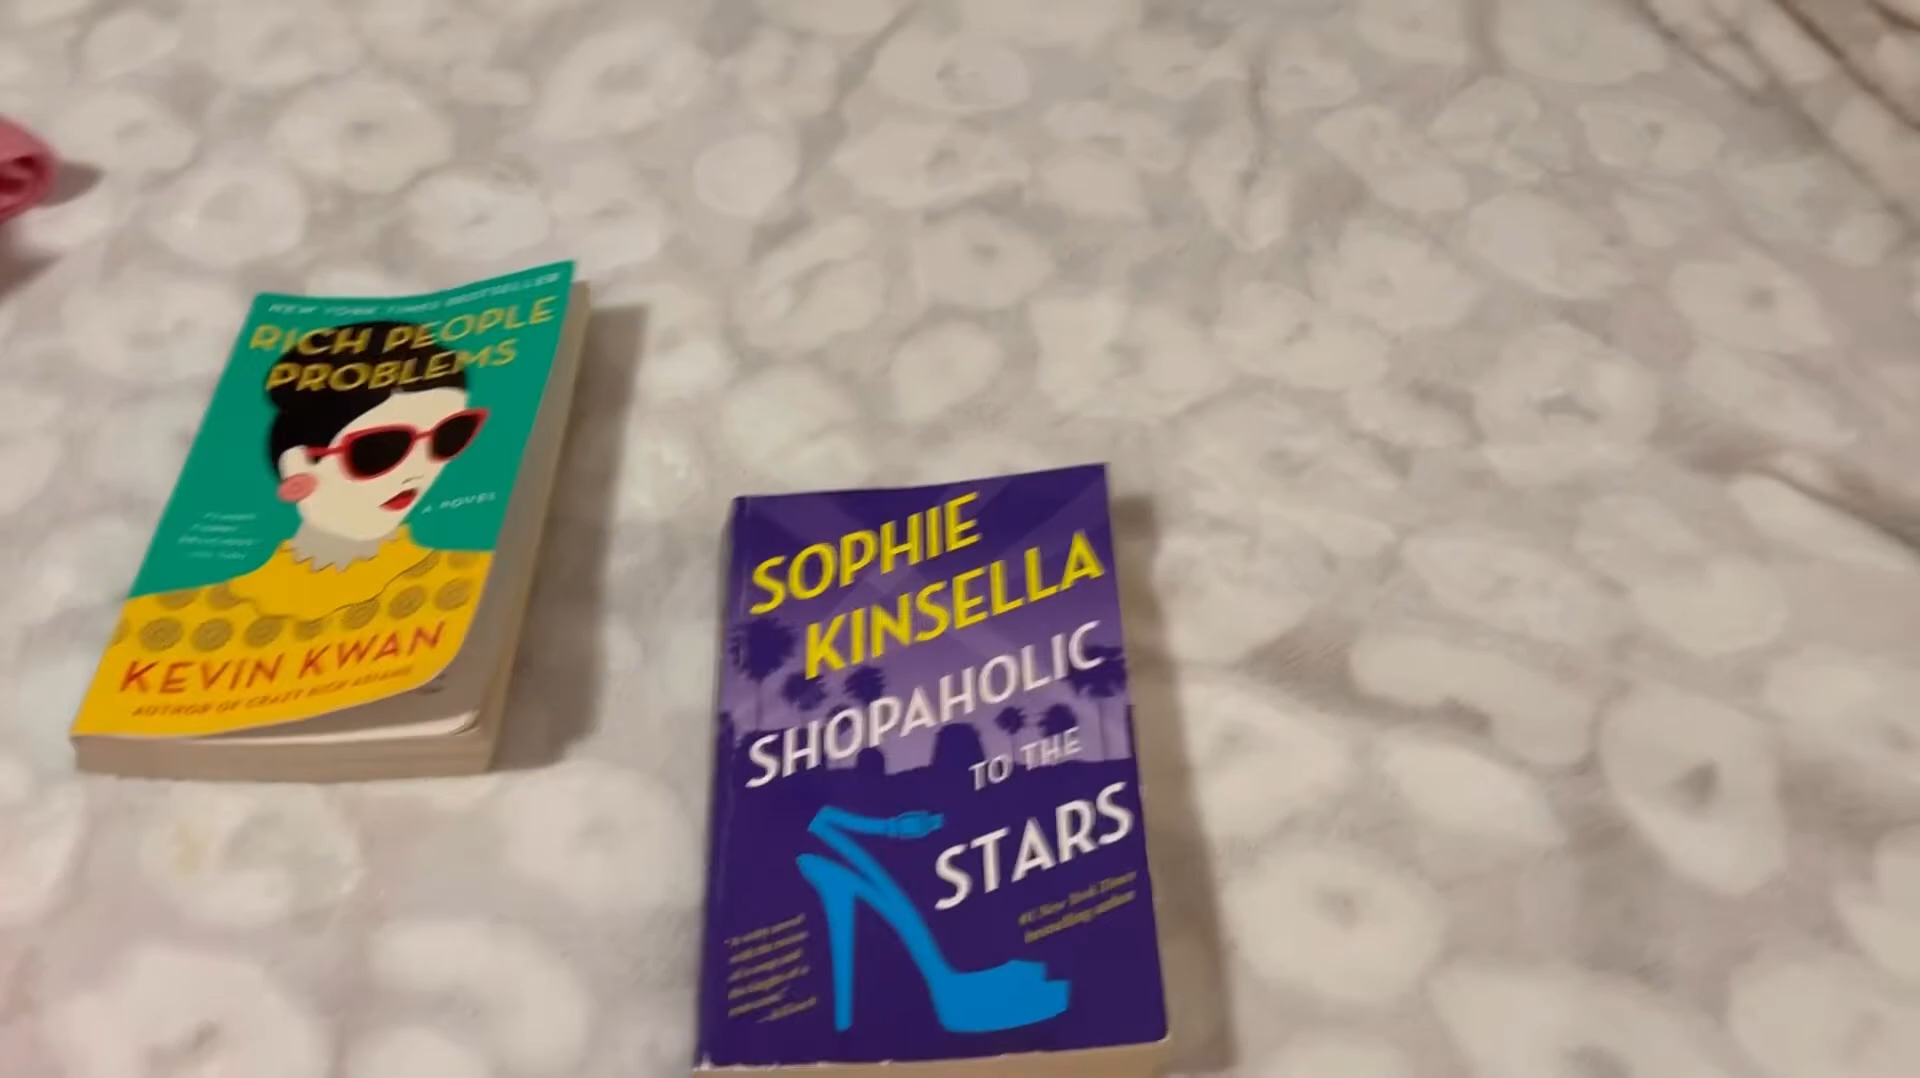 NEW YORK TIMES BESTSELLER
RICH PEOPLE
PROBLEMS
A NOVEL
KEVIN KWAN
AUTHOR OF CRAZY RICH ASIANS
SOPHIE
KINSELLA
SHOPAHOLIC
TO THE
STARS
#1 New York Times
bestselling author